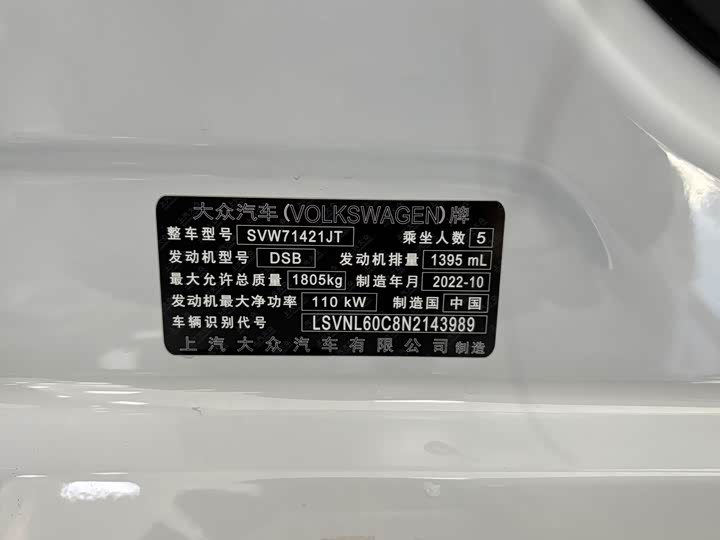 大众汽车(VOLKSWAGEN)牌
整车型号 SVW71421JT 乘坐人数 5
发动机型号 DSB 发动机排量 1395 mL
最大允许总质量 1805kg 制造年月 2022-10
发动机最大净功率 110 kW 制造国 中国
车辆识别代号 LSVNL60C8N2143989
上汽大众汽车有限公司 制造